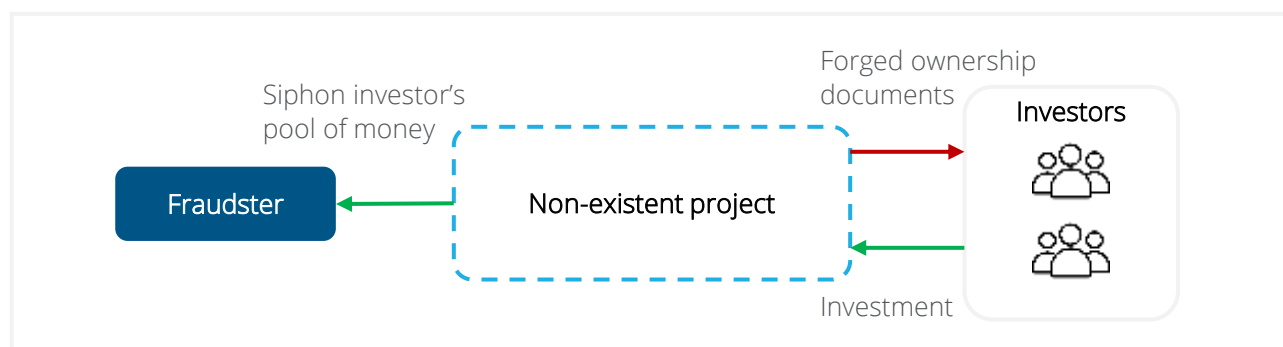 Forged ownership
documents
Siphon investor’s
pool of money
Investors
Fraudster
Non-existent project
Investment